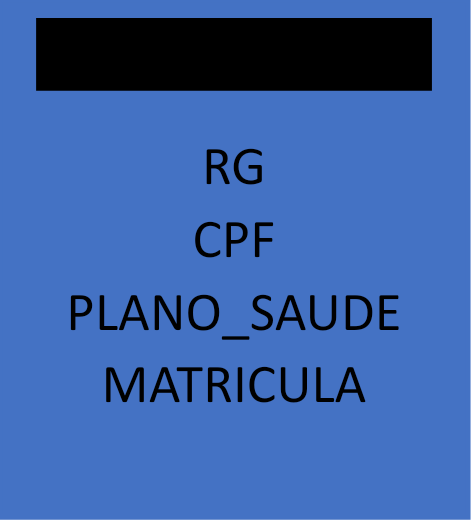 RG
CPF
PLANO_SAUDE
MATRICULA